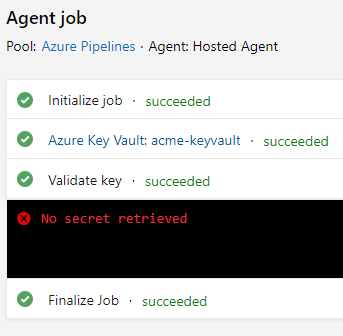 Agent job
Pool: Azure Pipelines · Agent: Hosted Agent
Initialize job · succeeded
Azure Key Vault: acme-keyvault · succeeded
Validate key · succeeded
No secret retrieved
Finalize Job · succeeded